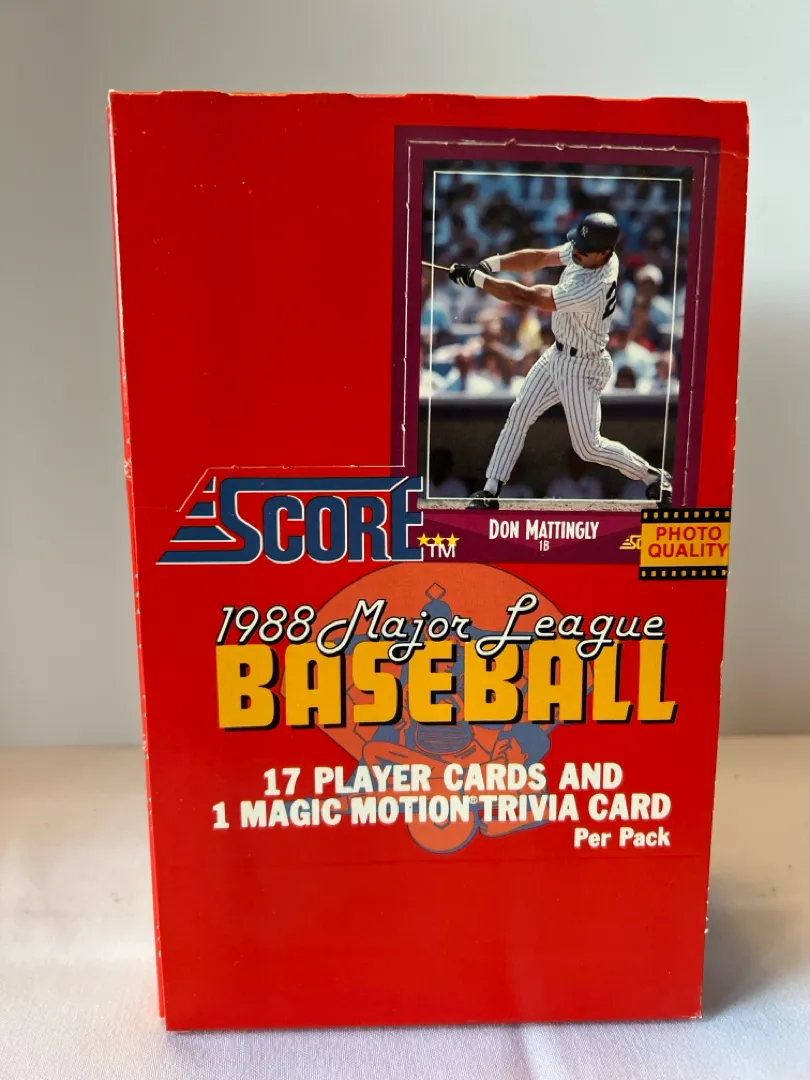 SCORE
TM
DON MATTINGLY
1B
PHOTO
QUALITY
1988 Major League
BASEBALL
17 PLAYER CARDS AND
1 MAGIC MOTION® TRIVIA CARD
Per Pack